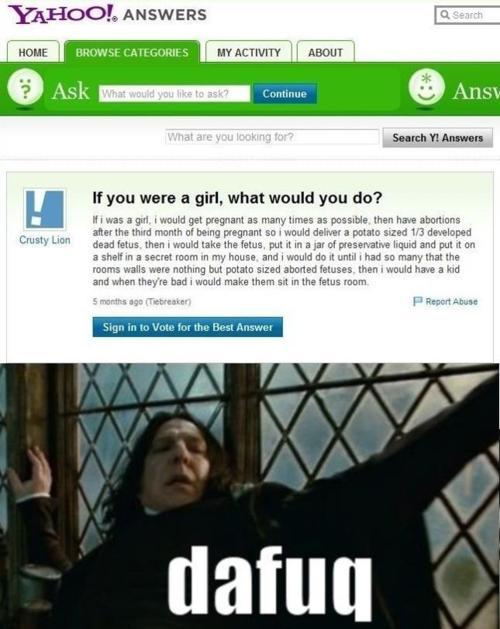 YAHOO! ANSWERS
Search
HOME BROWSE CATEGORIES MY ACTIVITY ABOUT
Ask What would you like to ask? Continue Answ
What are you looking for? Search Y! Answers
If you were a girl, what would you do?
If i was a girl, i would get pregnant as many times as possible, then have abortions
after the third month of being pregnant so i would deliver a potato sized 1/3 developed
dead fetus, then i would take the fetus, put it in a jar of preservative liquid and put it on
a shelf in a secret room in my house, and i would do it until i had so many that the
rooms walls were nothing but potato sized aborted fetuses, then i would have a kid
and when they're bad i would make them sit in the fetus room.
Crusty Lion
5 months ago (Tiebreaker) Report Abuse
Sign in to Vote for the Best Answer
dafuq